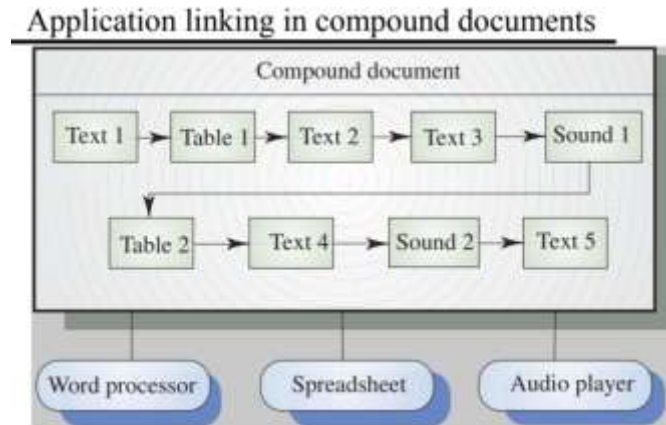 Application linking in compound documents
Compound document
Text 1 Table 1 Text 2 Text 3 Sound 1
Table 2 Text 4 Sound 2 Text 5
Word processor Spreadsheet Audio player